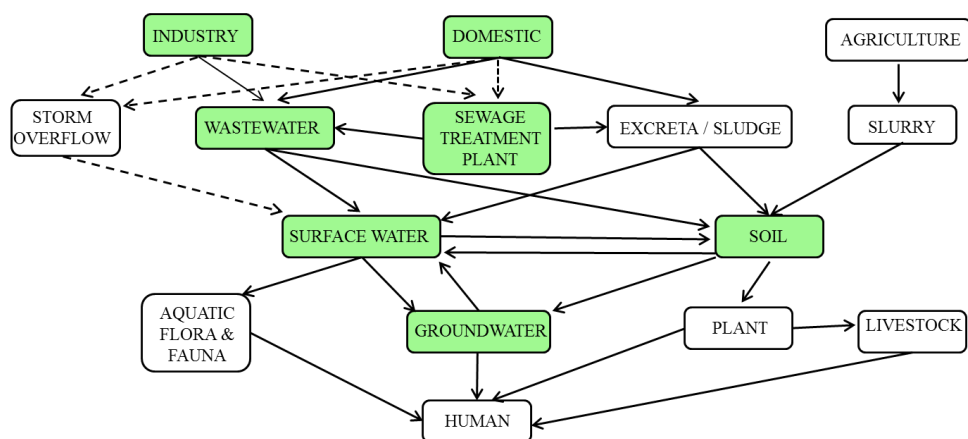 INDUSTRY
DOMESTIC
AGRICULTURE
STORM
OVERFLOW
WASTEWATER
SEWAGE
TREATMENT
PLANT
EXCRETA / SLUDGE
SLURRY
SURFACE WATER
SOIL
AQUATIC
FLORA &
FAUNA
GROUNDWATER
PLANT
LIVESTOCK
HUMAN